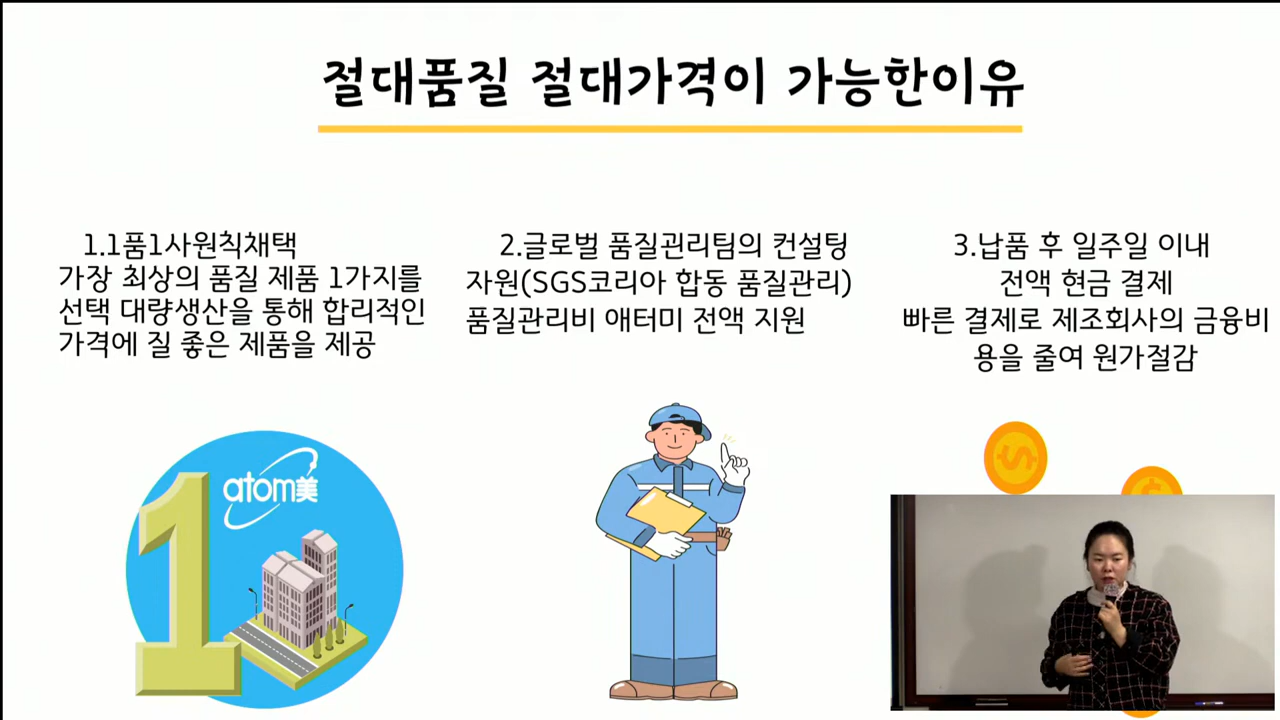 절대품질 절대가격이 가능한이유
1.1품1사원칙채택
가장 최상의 품질 제품 1가지를
선택 대량생산을 통해 합리적인
가격에 질 좋은 제품을 제공
2.글로벌 품질괸리팀의 컨설팅
자원(SGS코리아 합동 품질관리)
품질관리비 애터미 전액 지원
3.납품 후 일주일 이내
전액 현금 결제
빠른 결제로 제조회사의 금융비
용을 줄여 원가절감
1
atom美